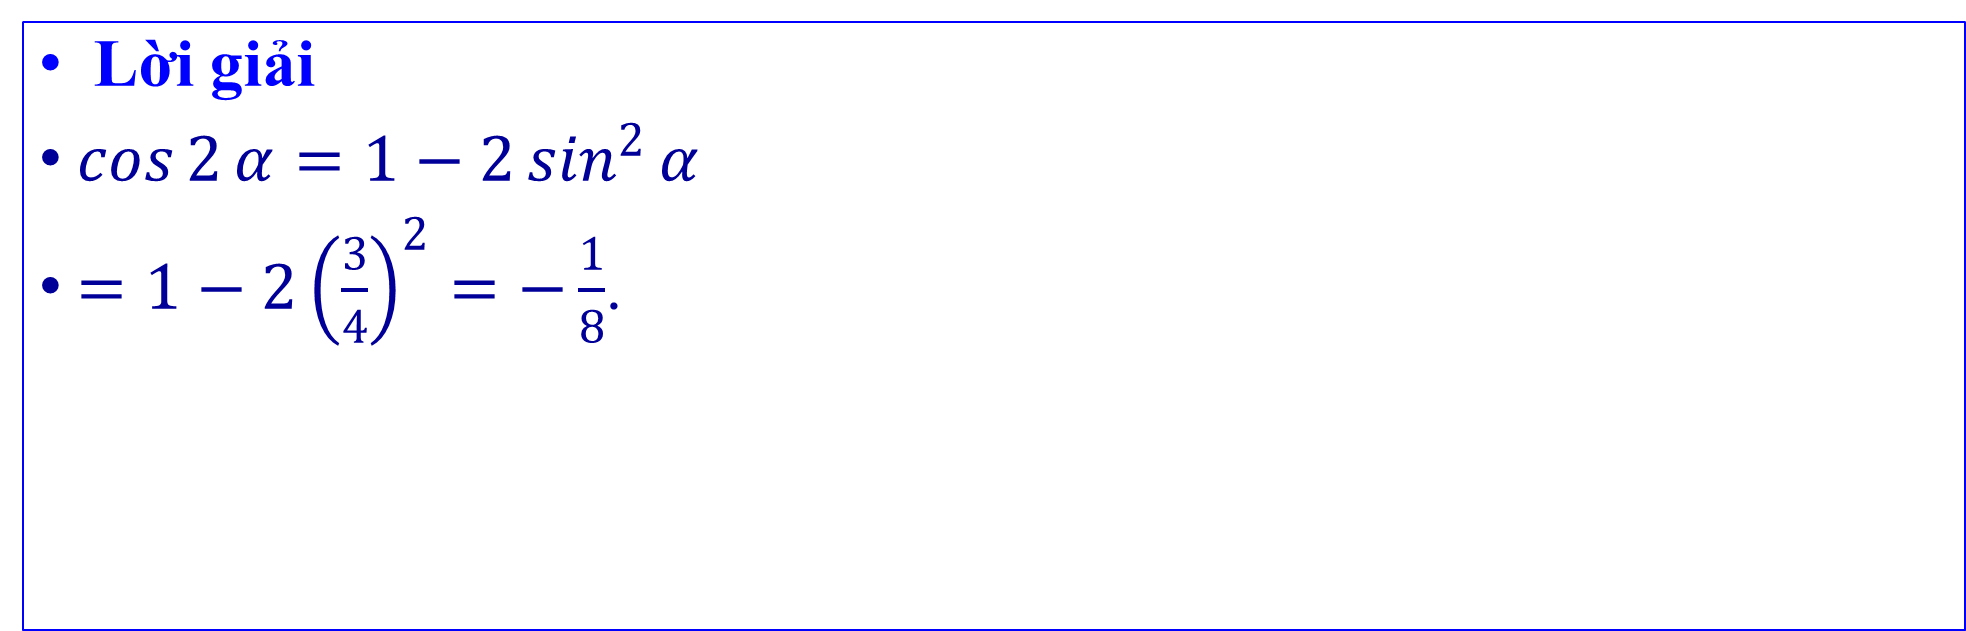 • Lời giải
• cos 2 α = 1 − 2 sin² α
• = 1 − 2 (3/4)² = − 1/8.